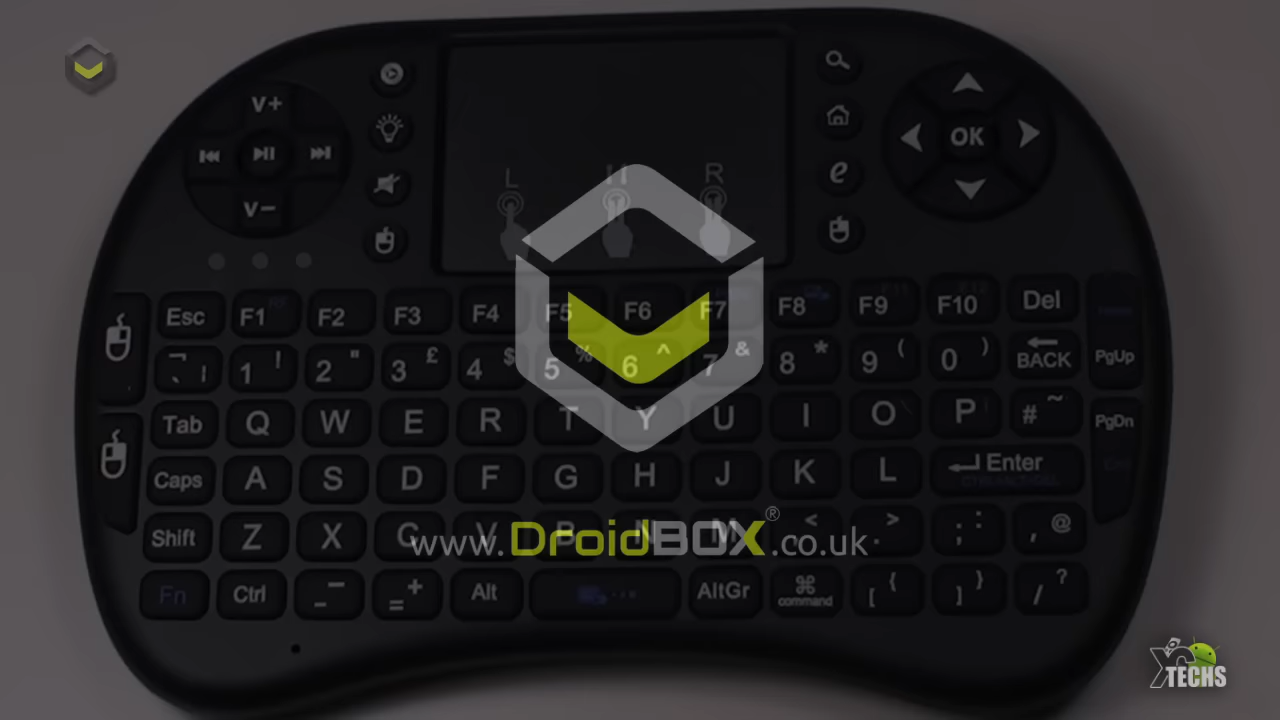 V+
V−
L
R
OK
Esc F1 F2 F3 F4 F5 F6 F7 F8 F9 F10 Del
¬ ` ¦ 1 ! 2 " 3 £ 4 $ 5 % 6 ^ 7 & 8 * 9 ( 0 ) BACK PgUp
Tab Q W E R T Y U I O P # ~ PgDn
Caps A S D F G H J K L Enter
Shift Z X C V B N M < . > ; : , @
www.DroidBOX®.co.uk
Fn Ctrl _ − = + Alt AltGr ⌘ command [ { ] } / ?
XCTECHS